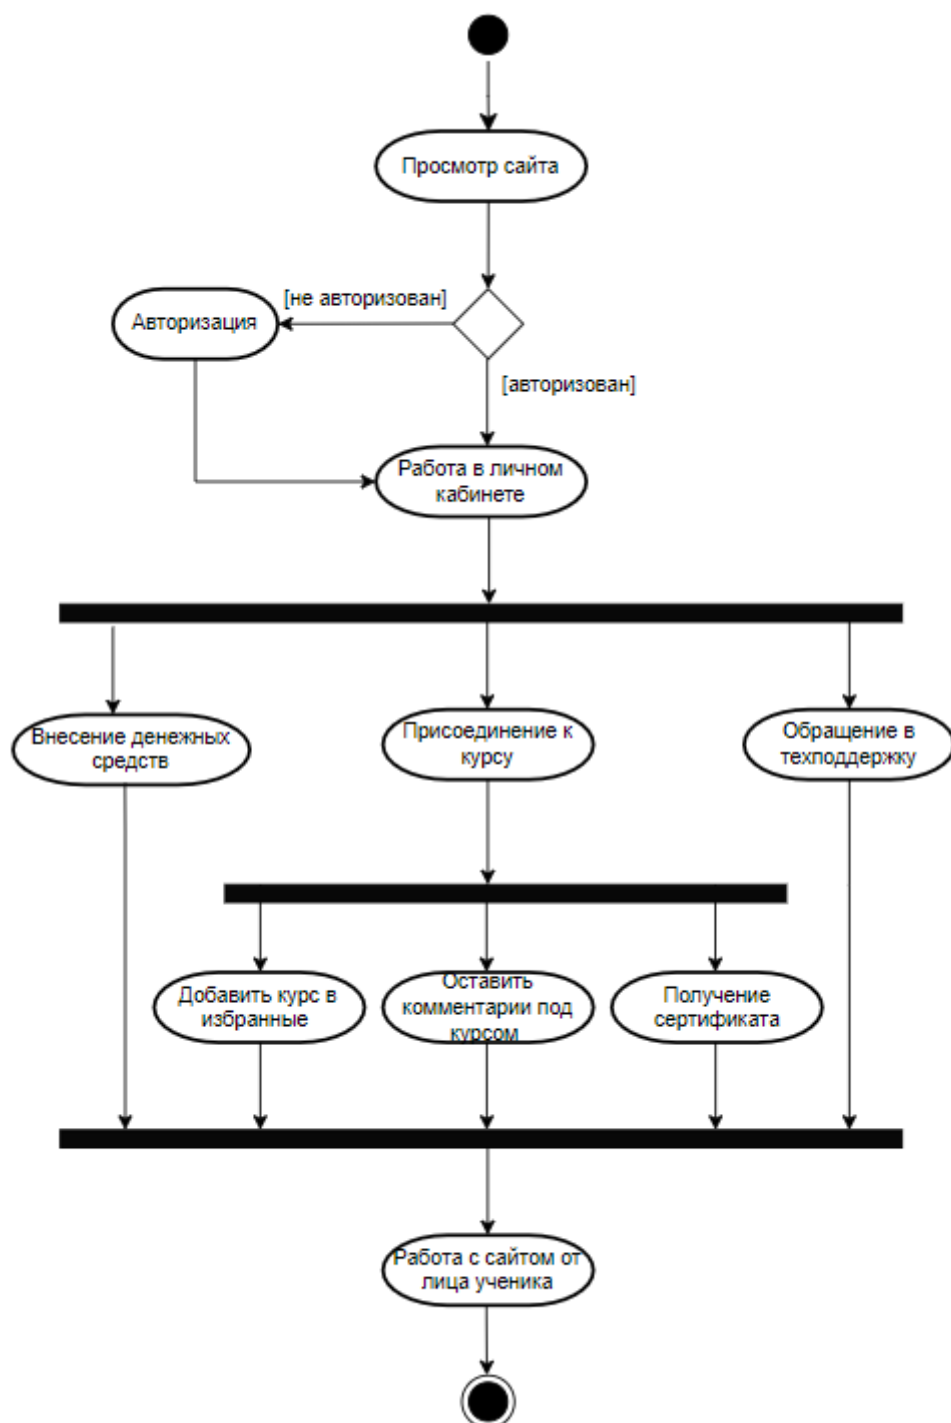 Просмотр сайта
[не авторизован]
Авторизация
[авторизован]
Работа в личном
кабинете
Внесение денежных
средств
Присоединение к
курсу
Обращение в
техподдержку
Добавить курс в
избранные
Оставить
комментарии под
курсом
Получение
сертификата
Работа с сайтом от
лица ученика